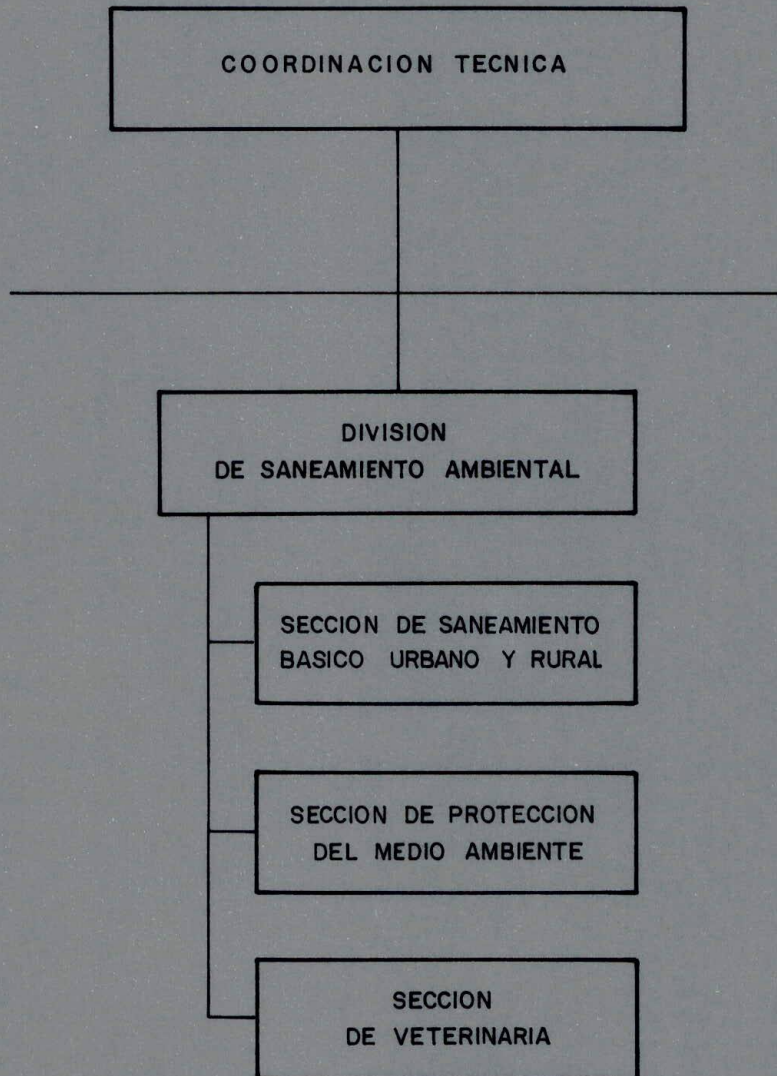 COORDINACION TECNICA
DIVISION
DE SANEAMIENTO AMBIENTAL
SECCION DE SANEAMIENTO
BASICO URBANO Y RURAL
SECCION DE PROTECCION
DEL MEDIO AMBIENTE
SECCION
DE VETERINARIA